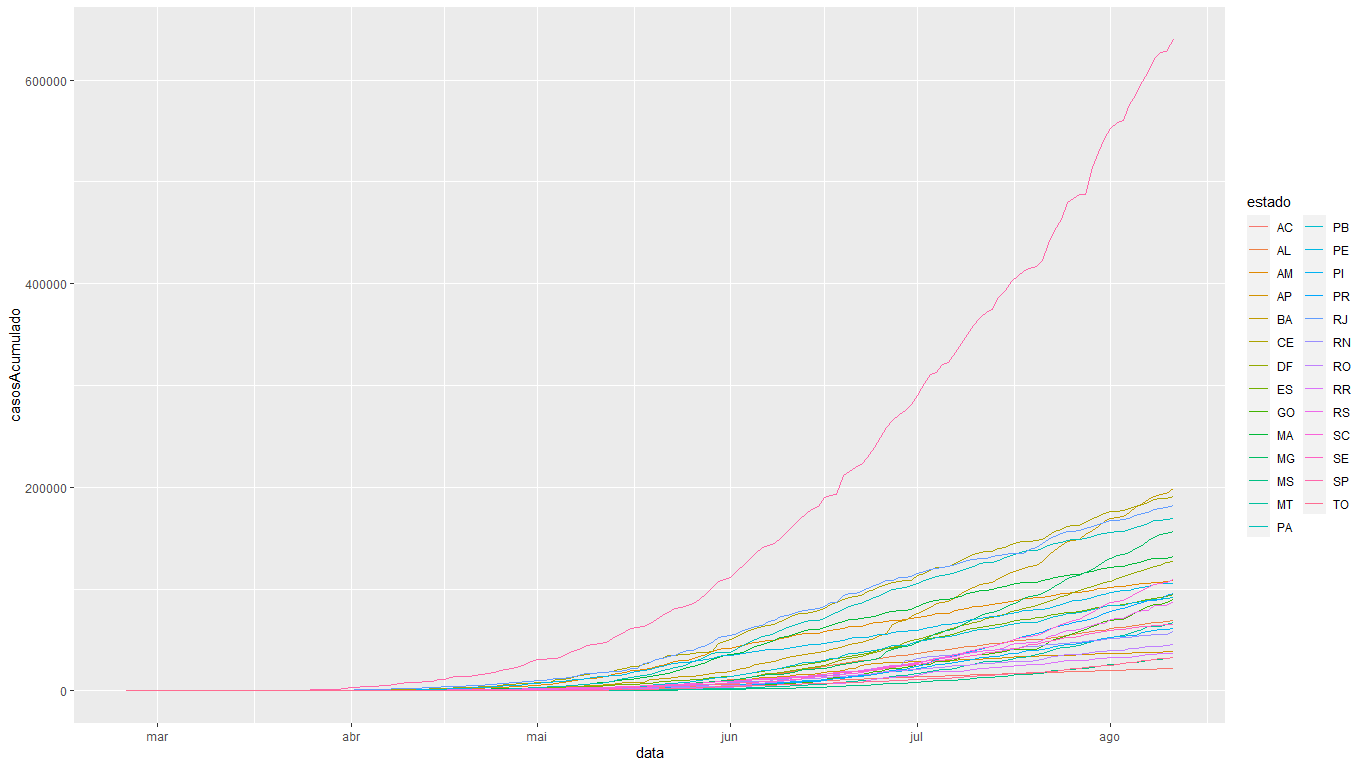 600000
400000
200000
0
casosAcumulado
mar abr mai jun jul ago
data
estado
AC PB
AL PE
AM PI
AP PR
BA RJ
CE RN
DF RO
ES RR
GO RS
MA SC
MG SE
MS SP
MT TO
PA